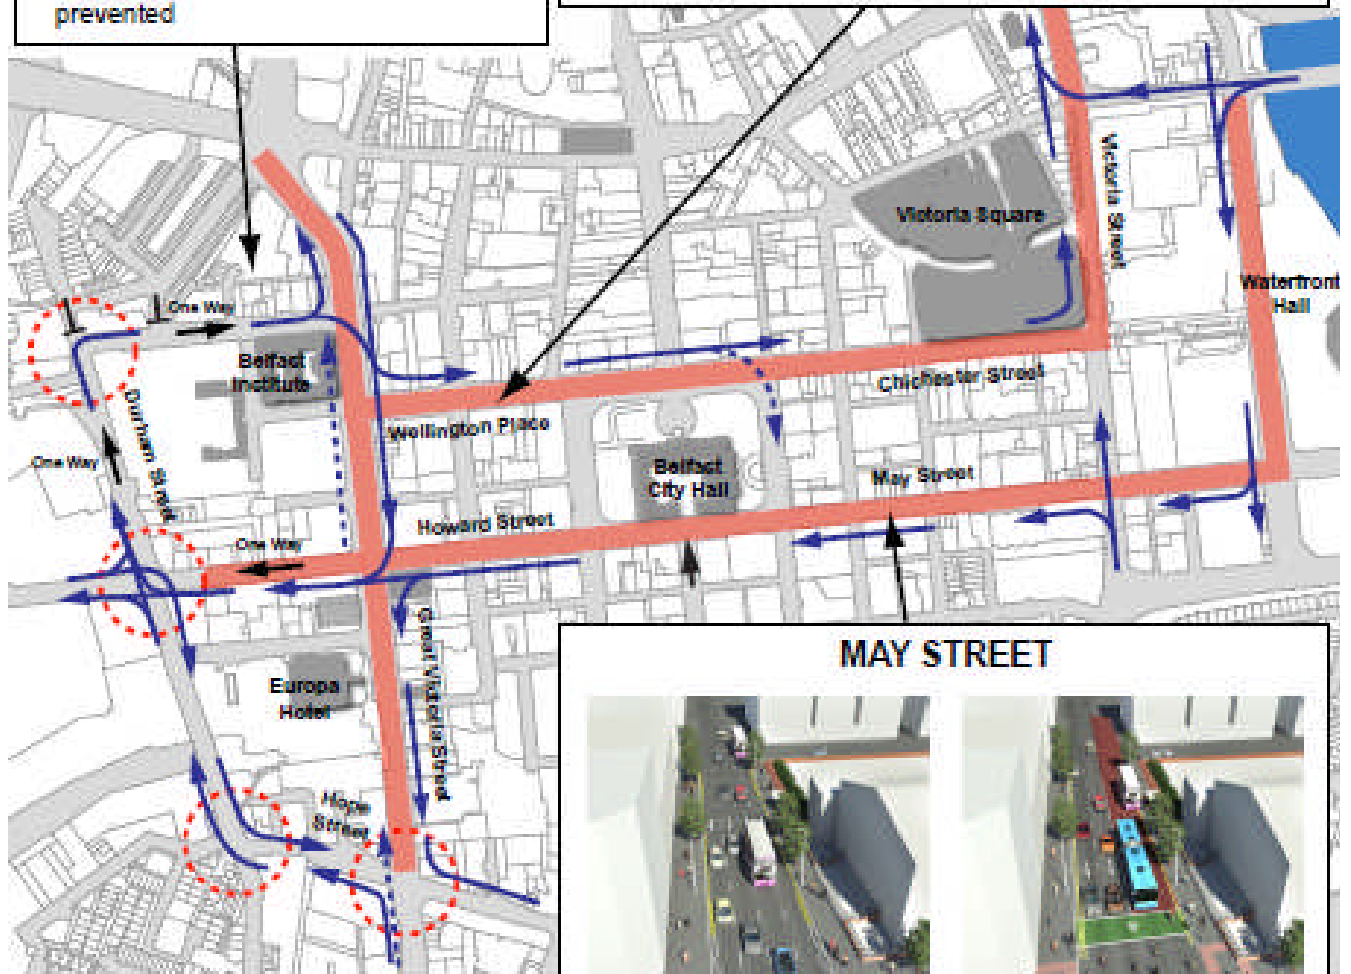 prevented
Victoria Street
Victoria Square
Waterfront
Hall
One Way
Belfast
Institute
Durham Street
Chichester Street
Wellington Place
One Way
Belfast
City Hall
May Street
Howard Street
One Way
Great Victoria Street
Europa
Hotel
MAY STREET
Hope
Street